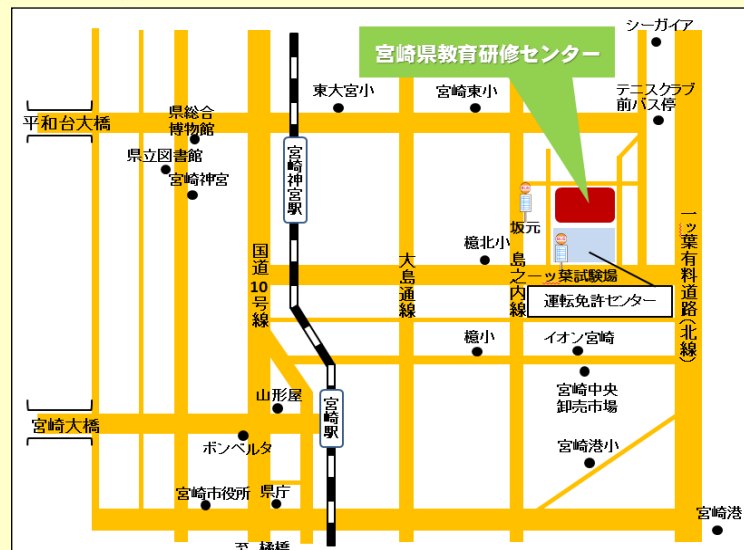 シーガイア
宮崎県教育研修センター
東大宮小
宮崎東小
テニスクラブ
前バス停
平和台大橋
県総合
博物館
県立図書館
宮崎神宮
宮崎神宮駅
坂元
檍北小
国道10号線
大島通線
島之内線
一ッ葉有料道路(北線)
一ッ葉試験場
運転免許センター
檍小
イオン宮崎
宮崎中央
卸売市場
山形屋
宮崎駅
宮崎大橋
ボンベルタ
宮崎港小
宮崎市役所
県庁
宮崎港
至 橘橋